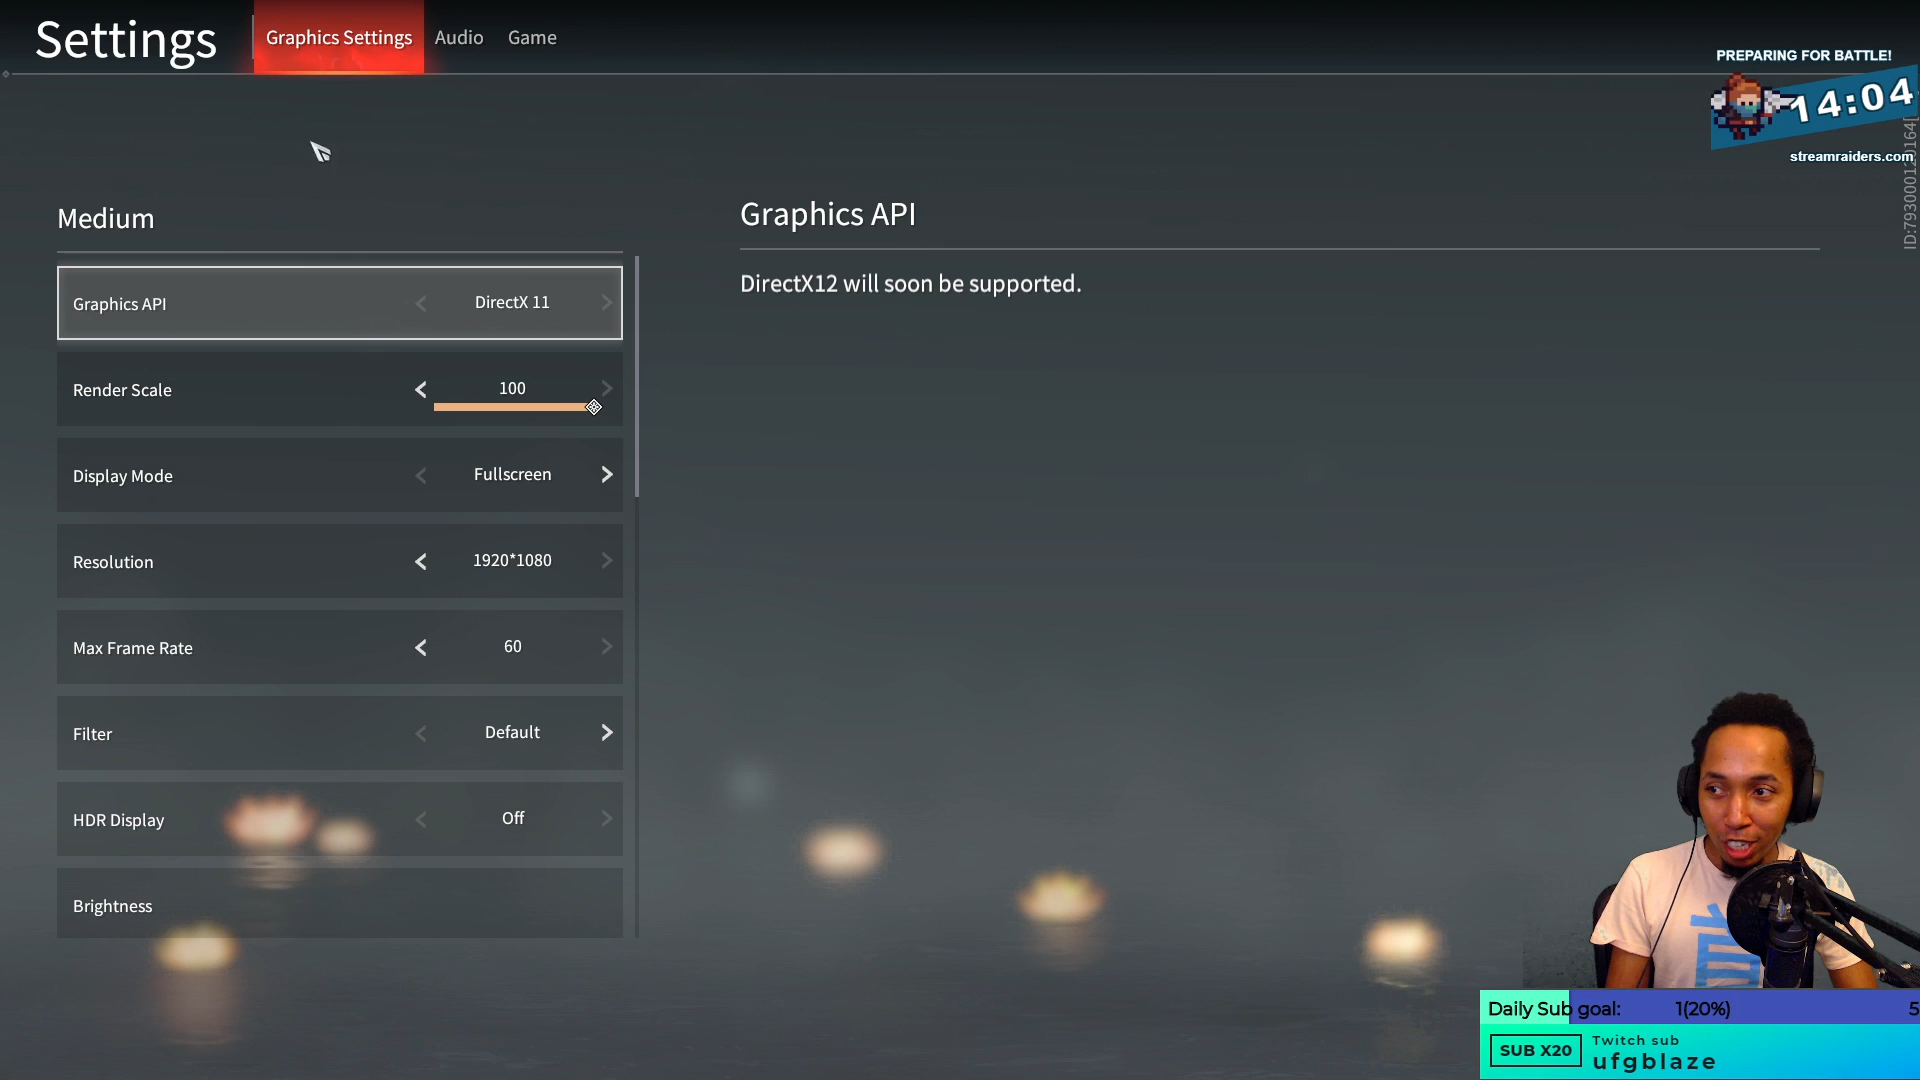 Settings
Graphics Settings
Audio
Game
PREPARING FOR BATTLE!
14:04
streamraiders.com
Medium
Graphics API
DirectX12 will soon be supported.
Graphics API
DirectX 11
Render Scale
100
Display Mode
Fullscreen
Resolution
1920*1080
Max Frame Rate
60
Filter
Default
HDR Display
Off
Brightness
首
Daily Sub goal:
1(20%)
5
SUB X20
Twitch sub
ufgblaze